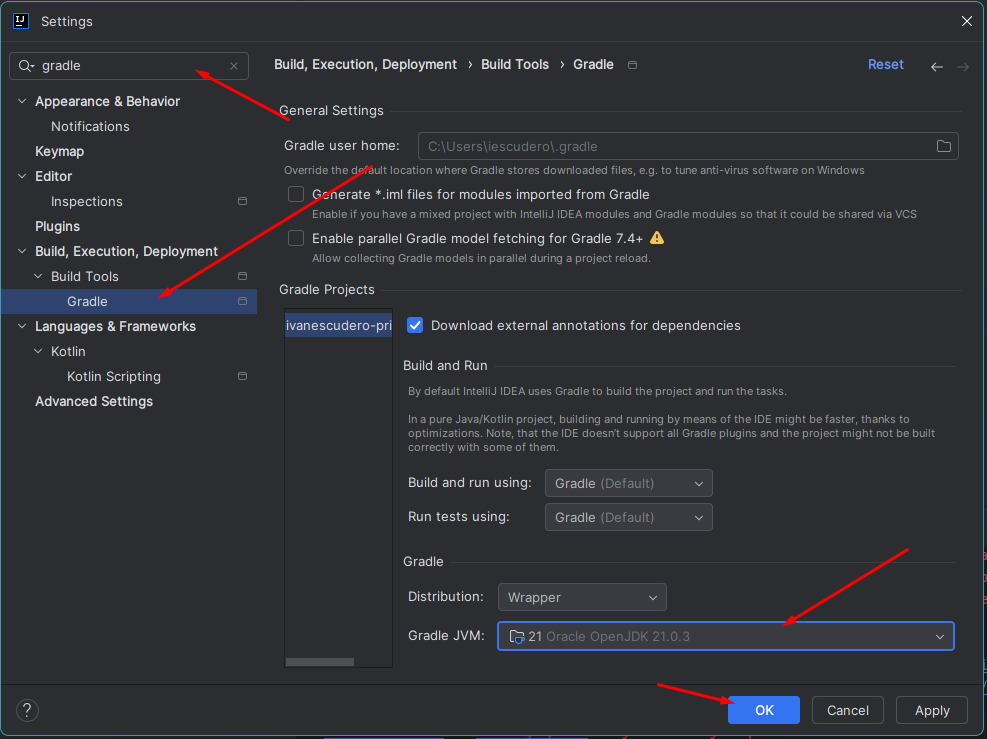 IJ
Settings
gradle
Build, Execution, Deployment › Build Tools › Gradle
Reset
Appearance & Behavior
Notifications
Keymap
Editor
Inspections
Plugins
Build, Execution, Deployment
Build Tools
Gradle
Languages & Frameworks
Kotlin
Kotlin Scripting
Advanced Settings
General Settings
Gradle user home:
C:\Users\iescudero\.gradle
Override the default location where Gradle stores downloaded files, e.g. to tune anti-virus software on Windows
Generate *.iml files for modules imported from Gradle
Enable if you have a mixed project with IntelliJ IDEA modules and Gradle modules so that it could be shared via VCS
Enable parallel Gradle model fetching for Gradle 7.4+
Allow collecting Gradle models in parallel during a project reload.
Gradle Projects
ivanescudero-pri
Download external annotations for dependencies
Build and Run
By default IntelliJ IDEA uses Gradle to build the project and run the tasks.
In a pure Java/Kotlin project, building and running by means of the IDE might be faster, thanks to
optimizations. Note, that the IDE doesn't support all Gradle plugins and the project might not be built
correctly with some of them.
Build and run using: Gradle (Default)
Run tests using: Gradle (Default)
Gradle
Distribution: Wrapper
Gradle JVM: 21 Oracle OpenJDK 21.0.3
?
OK
Cancel
Apply